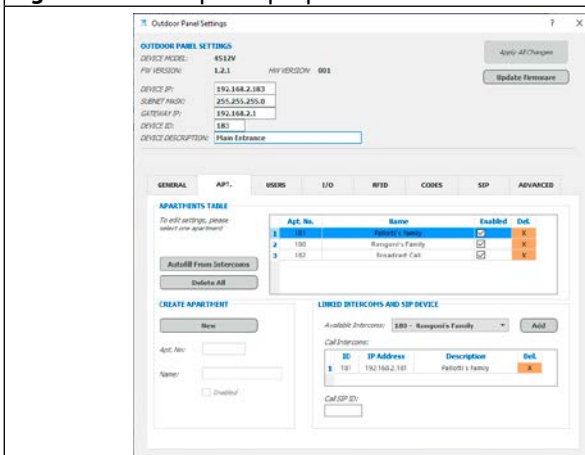 Outdoor Panel Settings ? X
OUTDOOR PANEL SETTINGS
DEVICE MODEL: 4512V
FW VERSION: 1.2.1 HW VERSION 001
Apply All Changes
Update Firmware
DEVICE IP: 192.168.2.183
SUBNET MASK: 255.255.255.0
GATEWAY IP: 192.168.2.1
DEVICE ID: 183
DEVICE DESCRIPTION: Main Entrance
GENERAL APT. USERS I/O RFID CODES SIP ADVANCED
APARTMENTS TABLE
To edit settings, please
select one apartment
Autofill From Intercoms
Delete All
Apt. No. Name Enabled Del.
1 181 Pallotti's Family X
2 180 Rongoni's Family X
3 182 Broadcast Call X
CREATE APARTMENT
New
Apt. No:
Name:
Enabled
LINKED INTERCOMS AND SIP DEVICE
Available Intercoms: 180 - Rongoni's Family Add
Call Intercoms:
ID IP Address Description Del.
1 181 192.168.2.181 Pallotti's Family X
Call SIP ID: